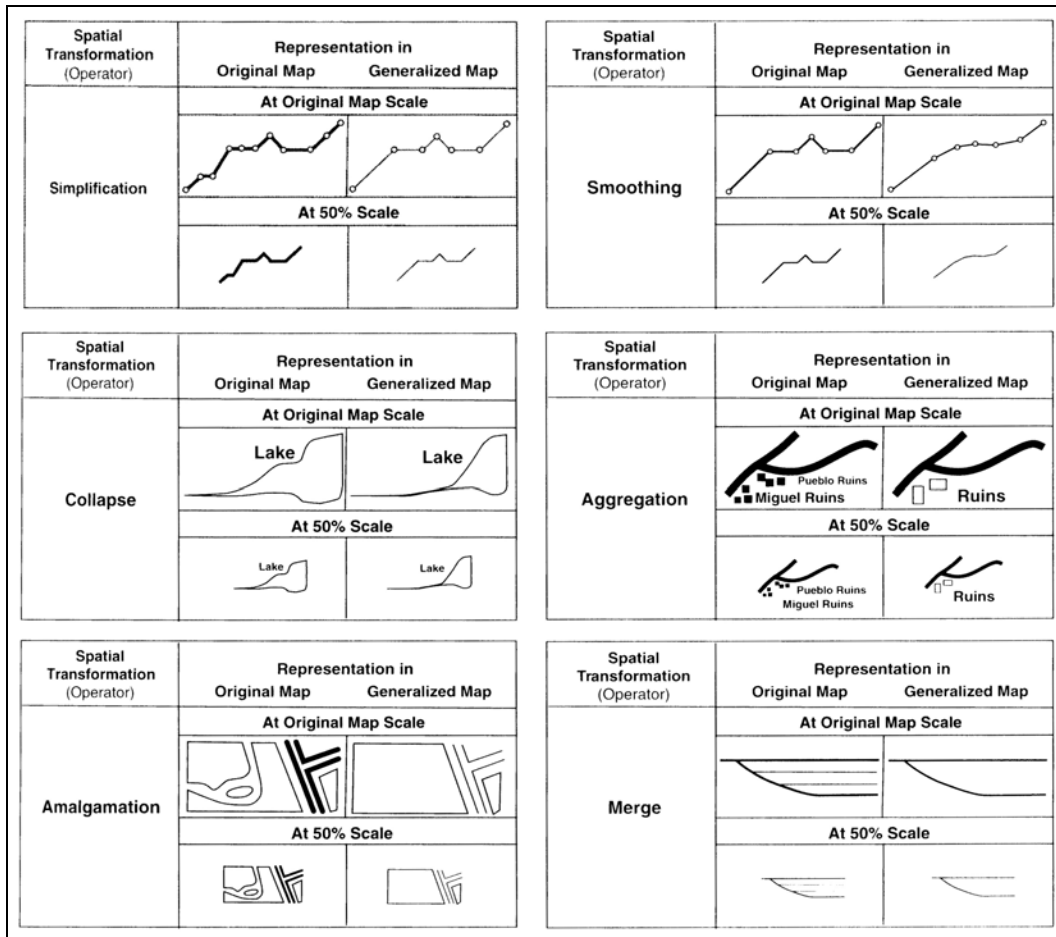 Spatial
Transformation
(Operator)
Representation in
Original Map Generalized Map
At Original Map Scale
Simplification
At 50% Scale
Spatial
Transformation
(Operator)
Representation in
Original Map Generalized Map
At Original Map Scale
Smoothing
At 50% Scale
Spatial
Transformation
(Operator)
Representation in
Original Map Generalized Map
At Original Map Scale
Lake
Lake
Collapse
At 50% Scale
Lake
Lake
Spatial
Transformation
(Operator)
Representation in
Original Map Generalized Map
At Original Map Scale
Pueblo Ruins
Miguel Ruins
Ruins
Aggregation
At 50% Scale
Pueblo Ruins
Miguel Ruins
Ruins
Spatial
Transformation
(Operator)
Representation in
Original Map Generalized Map
At Original Map Scale
Amalgamation
At 50% Scale
Spatial
Transformation
(Operator)
Representation in
Original Map Generalized Map
At Original Map Scale
Merge
At 50% Scale